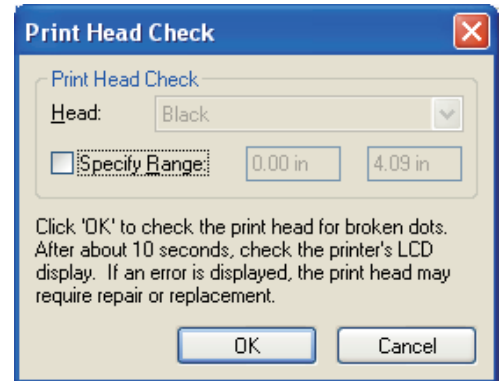 Print Head Check
Print Head Check
Head: Black
Specify Range: 0.00 in 4.09 in
Click 'OK' to check the print head for broken dots.
After about 10 seconds, check the printer's LCD
display. If an error is displayed, the print head may
require repair or replacement.
OK Cancel